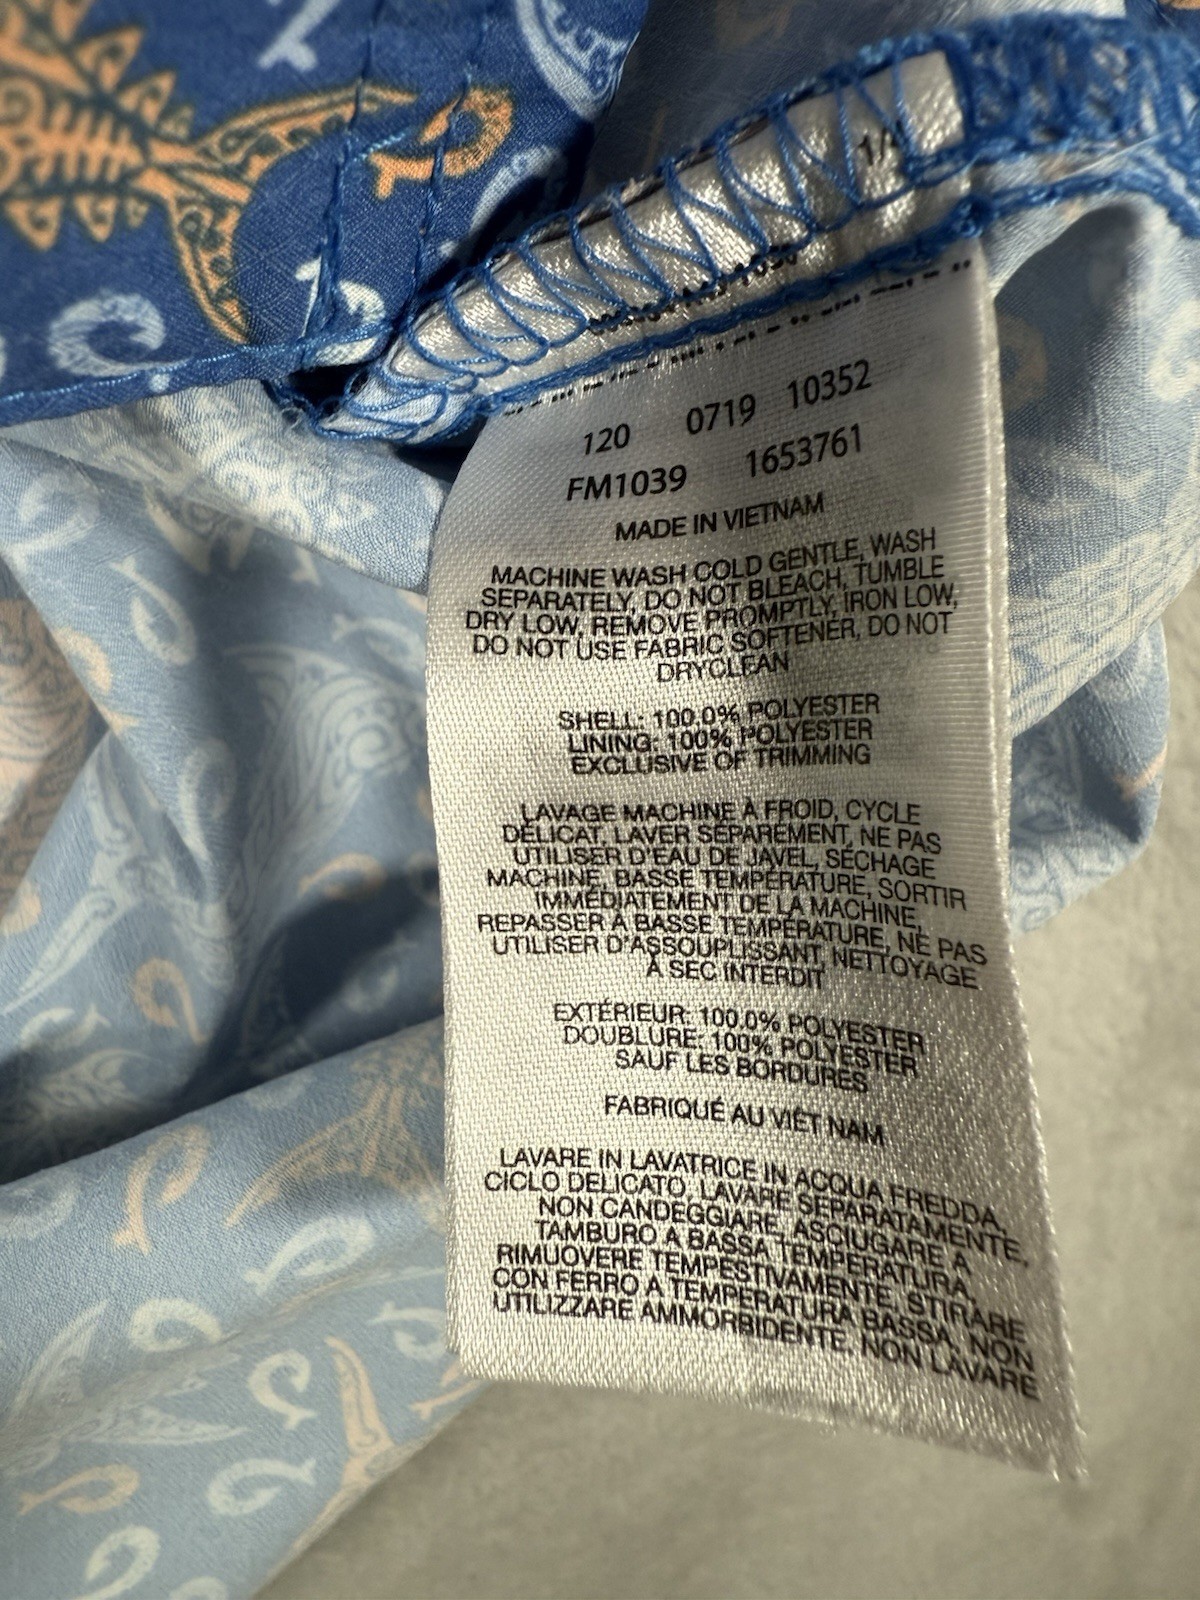 1/
120 0719 10352
FM1039 1653761
MADE IN VIETNAM
MACHINE WASH COLD GENTLE, WASH
SEPARATELY, DO NOT BLEACH, TUMBLE
DRY LOW, REMOVE PROMPTLY, IRON LOW,
DO NOT USE FABRIC SOFTENER, DO NOT
DRYCLEAN
SHELL: 100.0% POLYESTER
LINING: 100% POLYESTER
EXCLUSIVE OF TRIMMING
LAVAGE MACHINE À FROID, CYCLE
DÉLICAT, LAVER SÉPARÉMENT, NE PAS
UTILISER D'EAU DE JAVEL, SÉCHAGE
MACHINE, BASSE TEMPÉRATURE, SORTIR
IMMÉDIATEMENT DE LA MACHINE,
REPASSER À BASSE TEMPÉRATURE, NE PAS
UTILISER D'ASSOUPLISSANT, NETTOYAGE
À SEC INTERDIT
EXTÉRIEUR: 100.0% POLYESTER
DOUBLURE: 100% POLYESTER
SAUF LES BORDURES
FABRIQUÉ AU VIÊT NAM
LAVARE IN LAVATRICE IN ACQUA FREDDA,
CICLO DELICATO, LAVARE SEPARATAMENTE,
NON CANDEGGIARE, ASCIUGARE A
TAMBURO A BASSA TEMPERATURA,
RIMUOVERE TEMPESTIVAMENTE, STIRARE
CON FERRO A TEMPERATURA BASSA, NON
UTILIZZARE AMMORBIDENTE, NON LAVARE